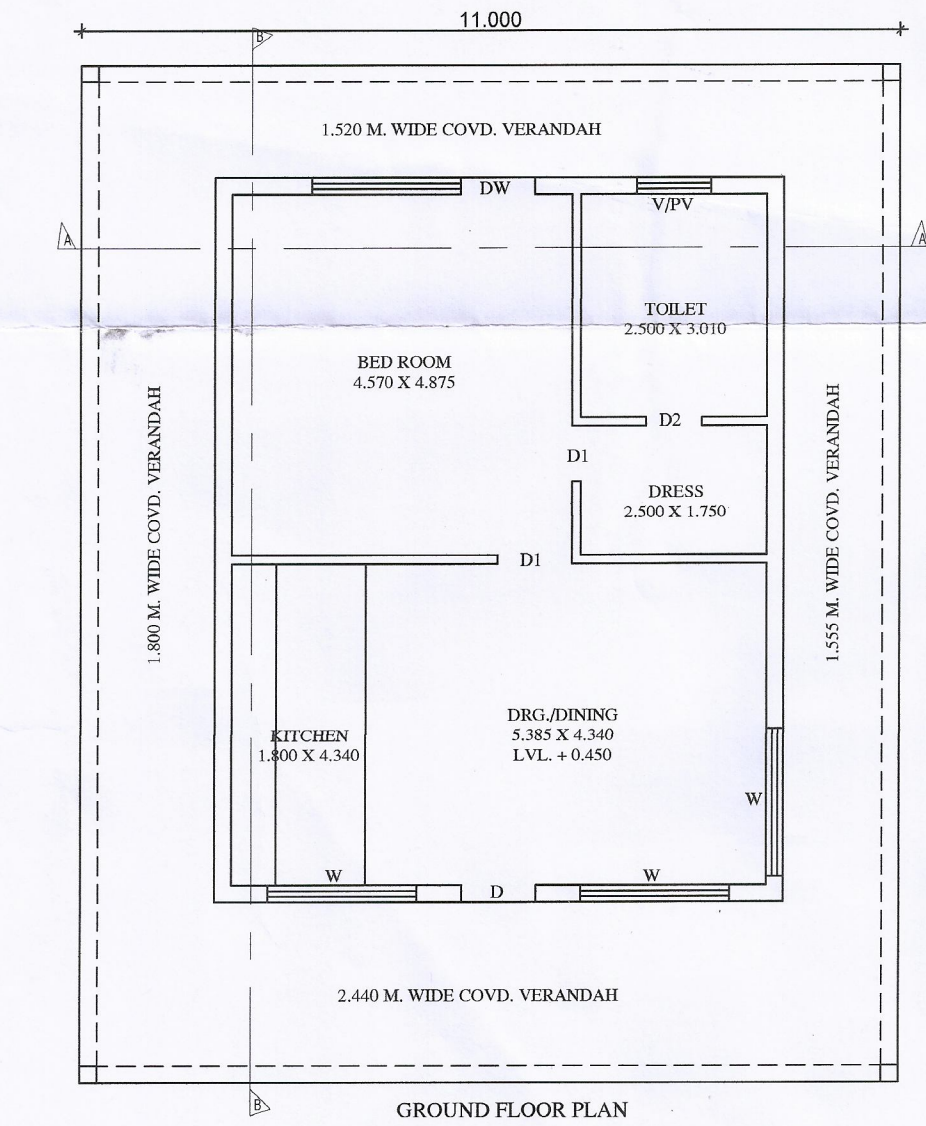 11.000
B
1.520 M. WIDE COVD. VERANDAH
DW
V/PV
A
A
TOILET
2.500 X 3.010
BED ROOM
4.570 X 4.875
D2
D1
DRESS
2.500 X 1.750
1.800 M. WIDE COVD. VERANDAH
1.555 M. WIDE COVD. VERANDAH
D1
DRG./DINING
5.385 X 4.340
LVL. + 0.450
KITCHEN
1.800 X 4.340
W
W
W
D
2.440 M. WIDE COVD. VERANDAH
B
GROUND FLOOR PLAN